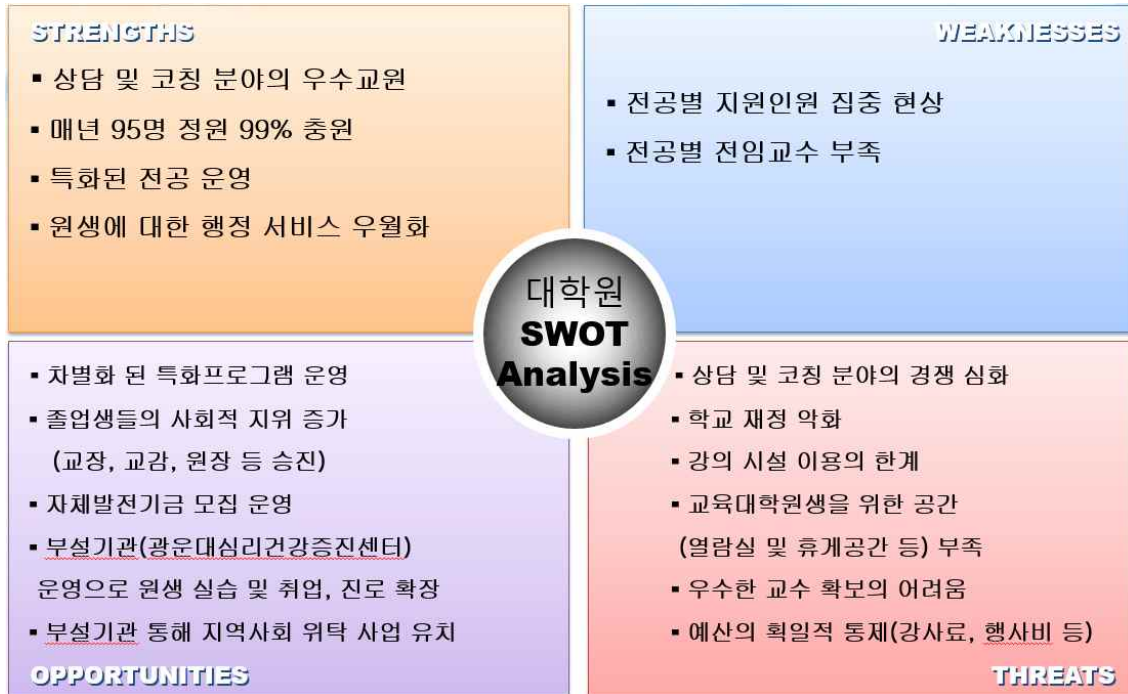 STRENGTHS
▪ 상담 및 코칭 분야의 우수교원
▪ 매년 95명 정원 99% 충원
▪ 특화된 전공 운영
▪ 원생에 대한 행정 서비스 우월화
WEAKNESSES
▪ 전공별 지원인원 집중 현상
▪ 전공별 전임교수 부족
대학원
SWOT
Analysis
▪ 차별화 된 특화프로그램 운영
▪ 졸업생들의 사회적 지위 증가
(교장, 교감, 원장 등 승진)
▪ 자체발전기금 모집 운영
▪ 부설기관(광운대심리건강증진센터)
운영으로 원생 실습 및 취업, 진로 확장
▪ 부설기관 통해 지역사회 위탁 사업 유치
OPPORTUNITIES
▪ 상담 및 코칭 분야의 경쟁 심화
▪ 학교 재정 악화
▪ 강의 시설 이용의 한계
▪ 교육대학원생을 위한 공간
(열람실 및 휴게공간 등) 부족
▪ 우수한 교수 확보의 어려움
▪ 예산의 획일적 통제(강사료, 행사비 등)
THREATS